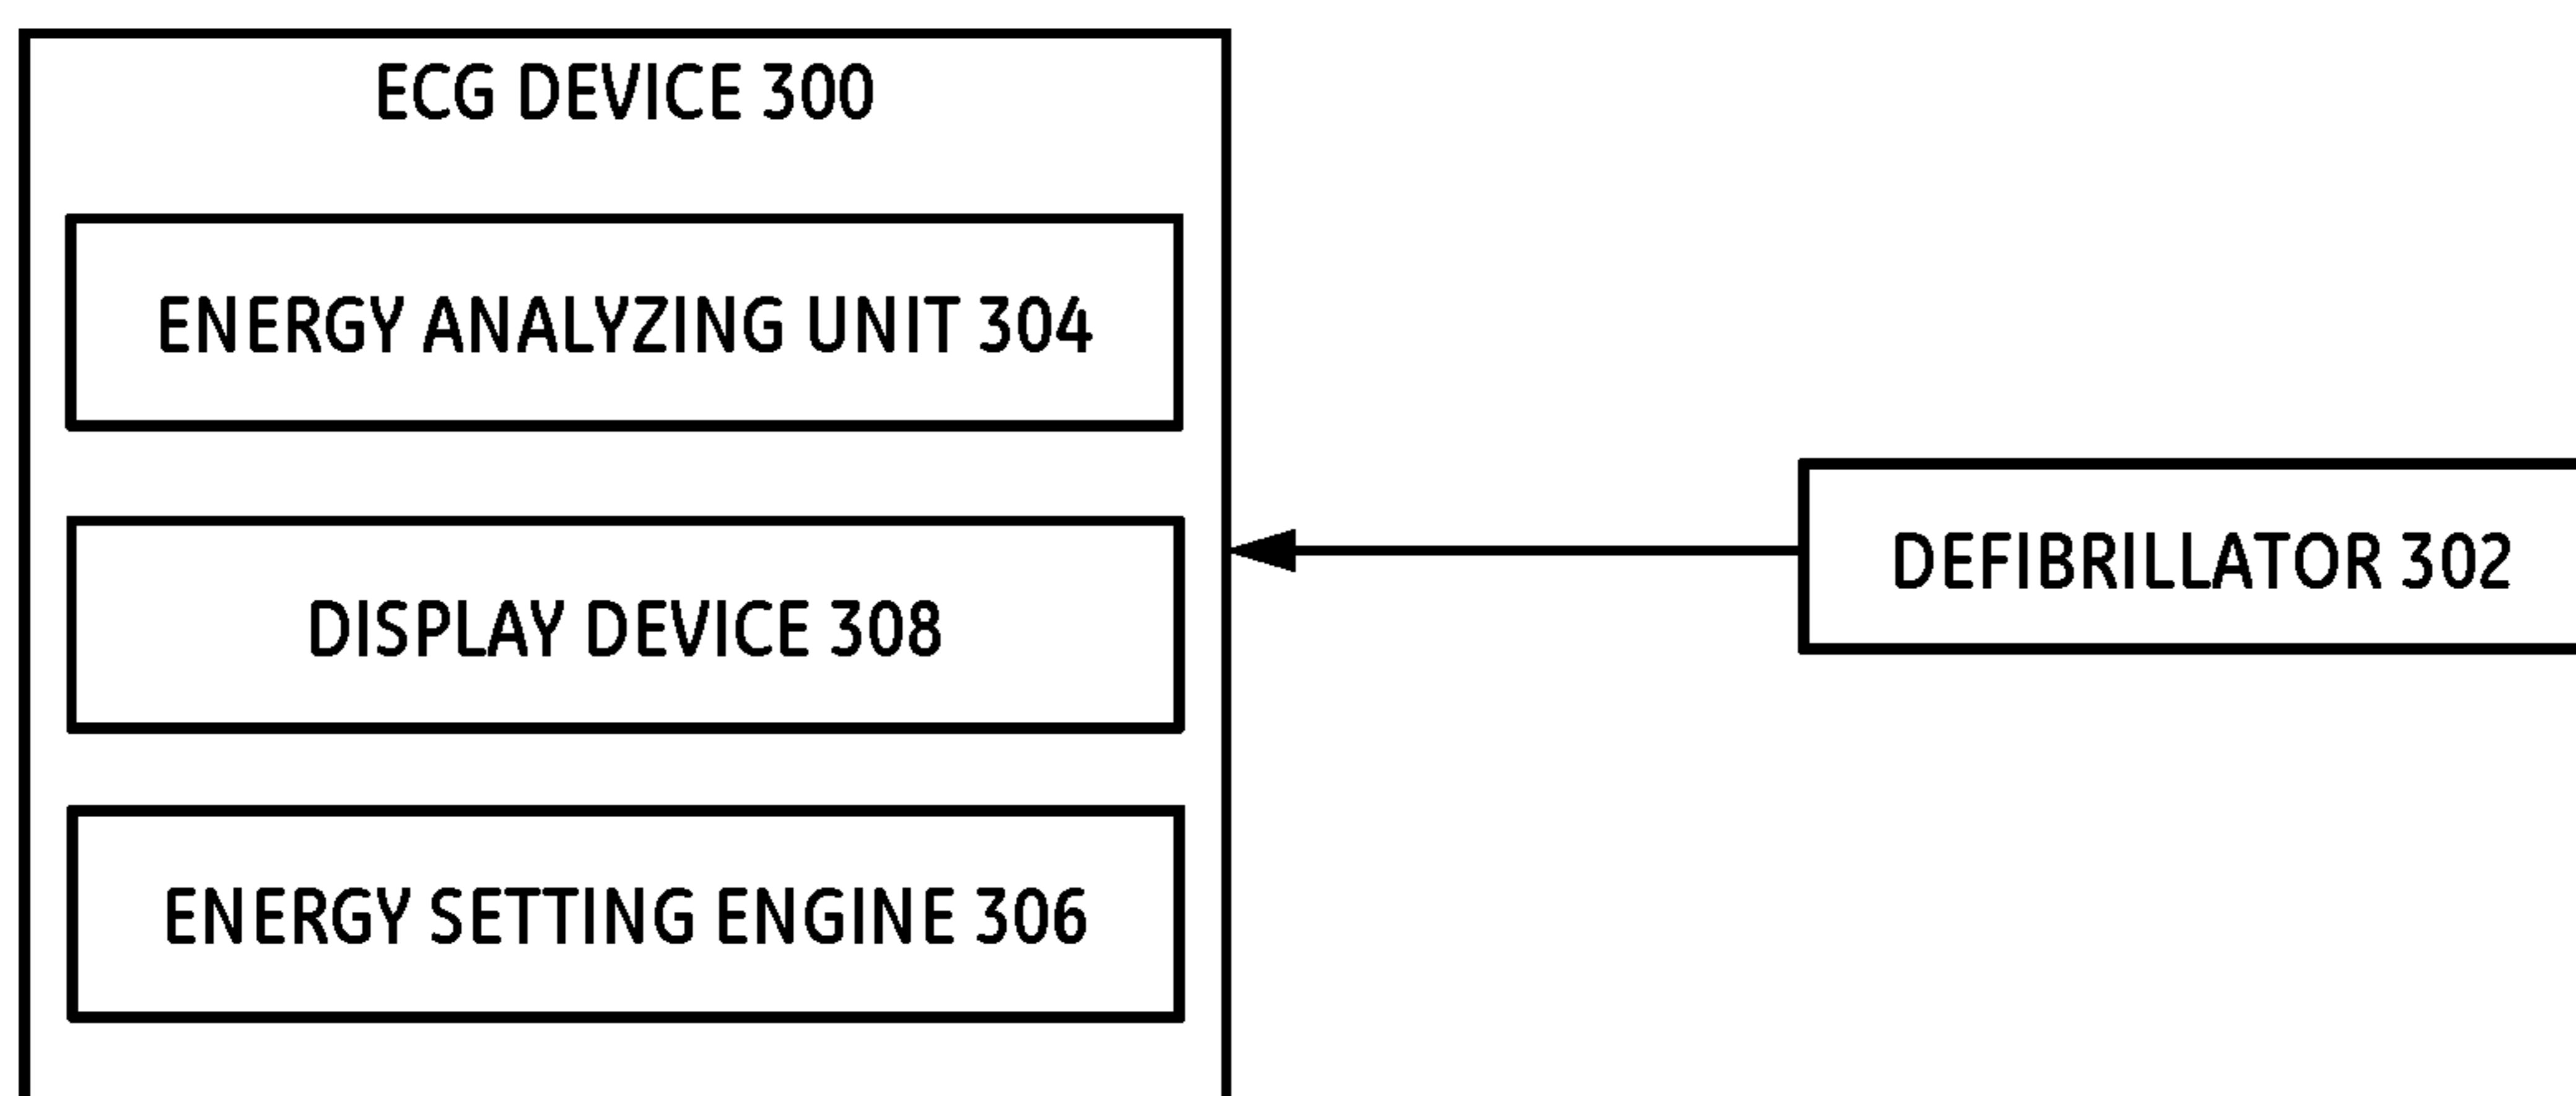 ECG DEVICE 300
ENERGY ANALYZING UNIT 304
DISPLAY DEVICE 308
ENERGY SETTING ENGINE 306
DEFIBRILLATOR 302